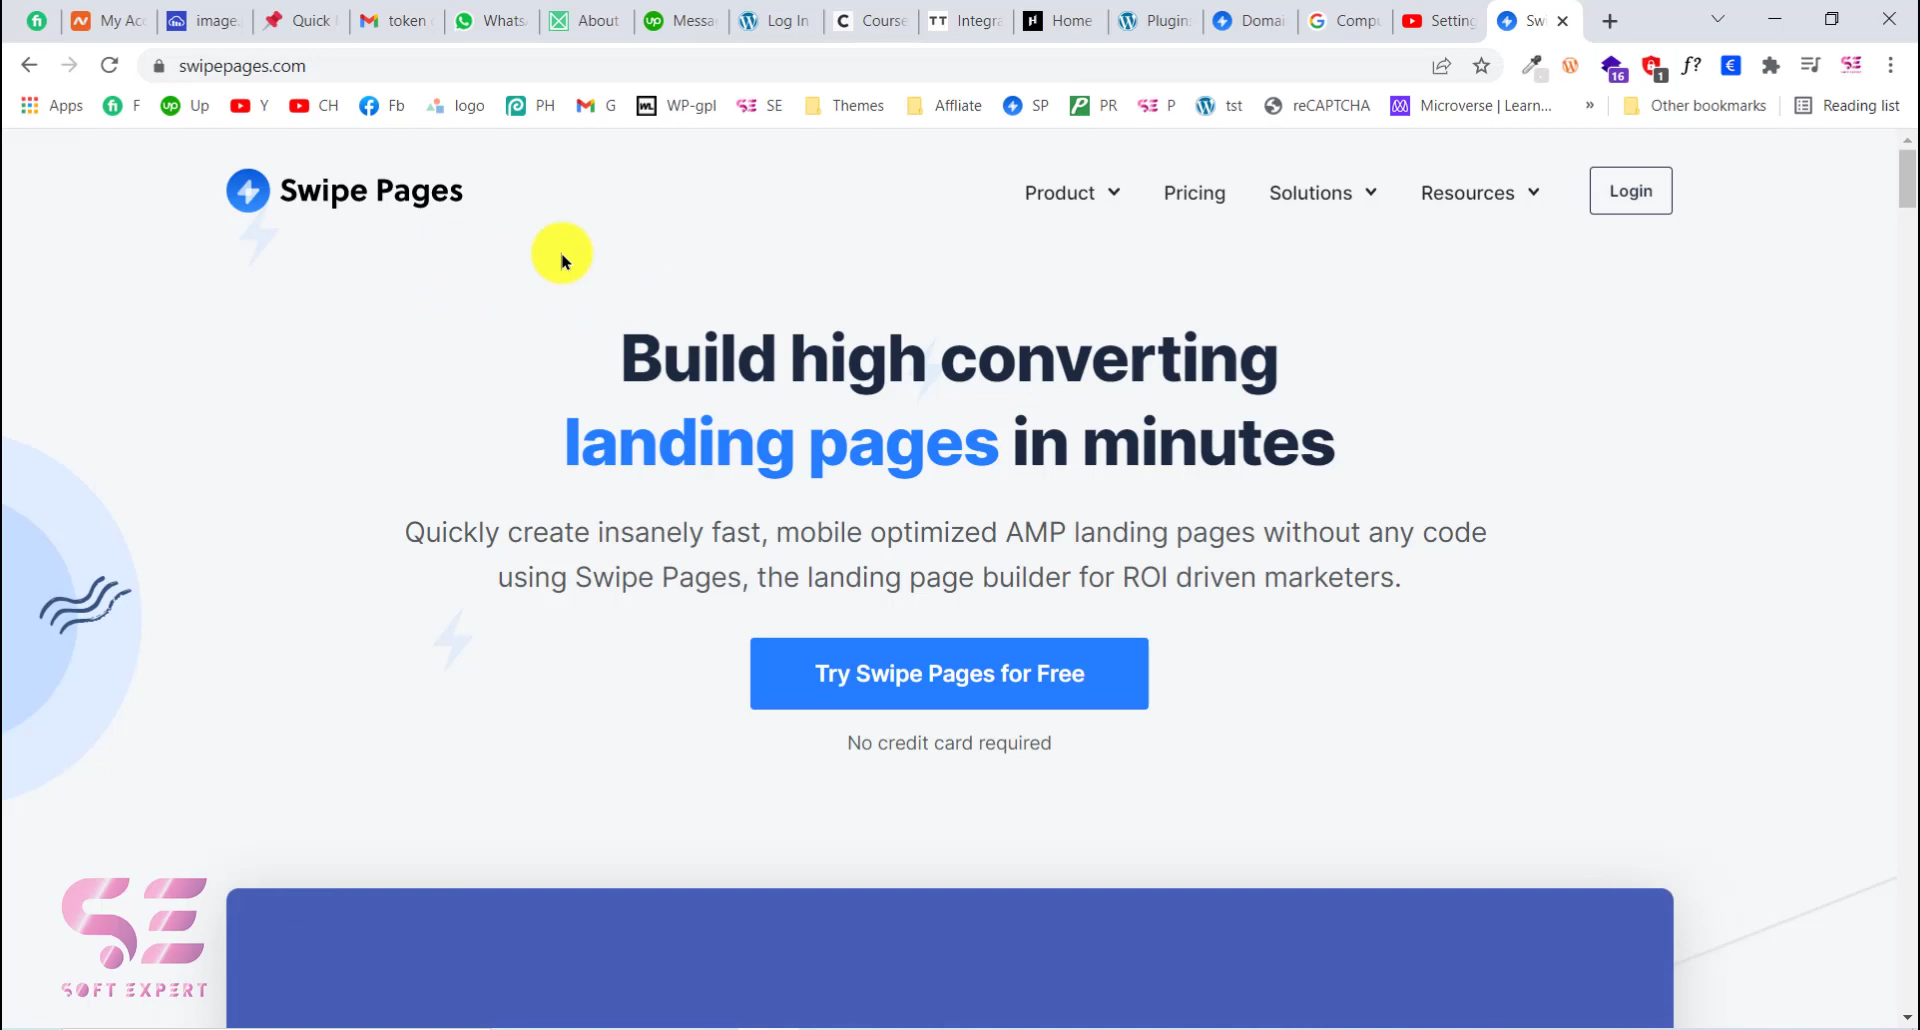 My Acc
image.
Quick
token
Whats
About
Messa
Log In
Course
TT
Integra
Home
Plugin
Domai
Compu
Setting
Sw
swipepages.com
16
1
f?
€
Apps
F
Up
Y
CH
Fb
logo
PH
G
WP-gpl
SE
Themes
Affliate
SP
PR
P
tst
reCAPTCHA
Microverse | Learn...
»
Other bookmarks
Reading list
Swipe Pages
Product
Pricing
Solutions
Resources
Login
Build high converting
landing pages in minutes
Quickly create insanely fast, mobile optimized AMP landing pages without any code
using Swipe Pages, the landing page builder for ROI driven marketers.
Try Swipe Pages for Free
No credit card required
SE
SOFT EXPERT